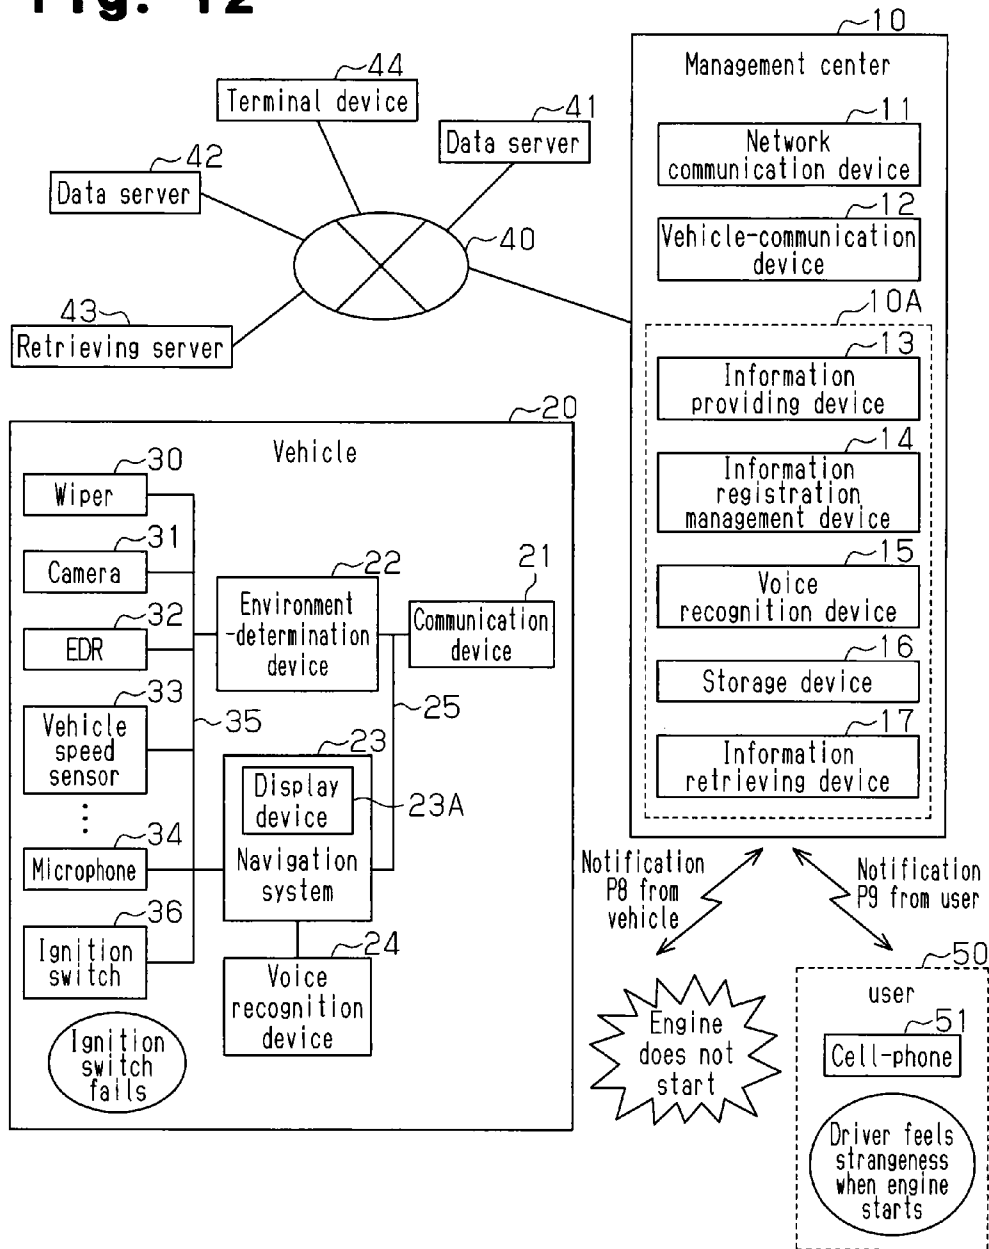 Fig. 12
10
Management center
11
Network
communication device
12
Vehicle-communication
device
10A
13
Information
providing device
14
Information
registration
management device
15
Voice
recognition device
16
Storage device
17
Information
retrieving device
44
Terminal device
41
Data server
42
Data server
40
43
Retrieving server
20
Vehicle
30
Wiper
31
Camera
32
EDR
33
Vehicle
speed
sensor
34
Microphone
36
Ignition
switch
Ignition
switch
fails
35
22
Environment
-determination
device
21
Communication
device
25
23
Display
device
23A
Navigation
system
24
Voice
recognition
device
Notification
P8 from
vehicle
Notification
P9 from user
Engine
does not
start
50
user
51
Cell-phone
Driver feels
strangeness
when engine
starts